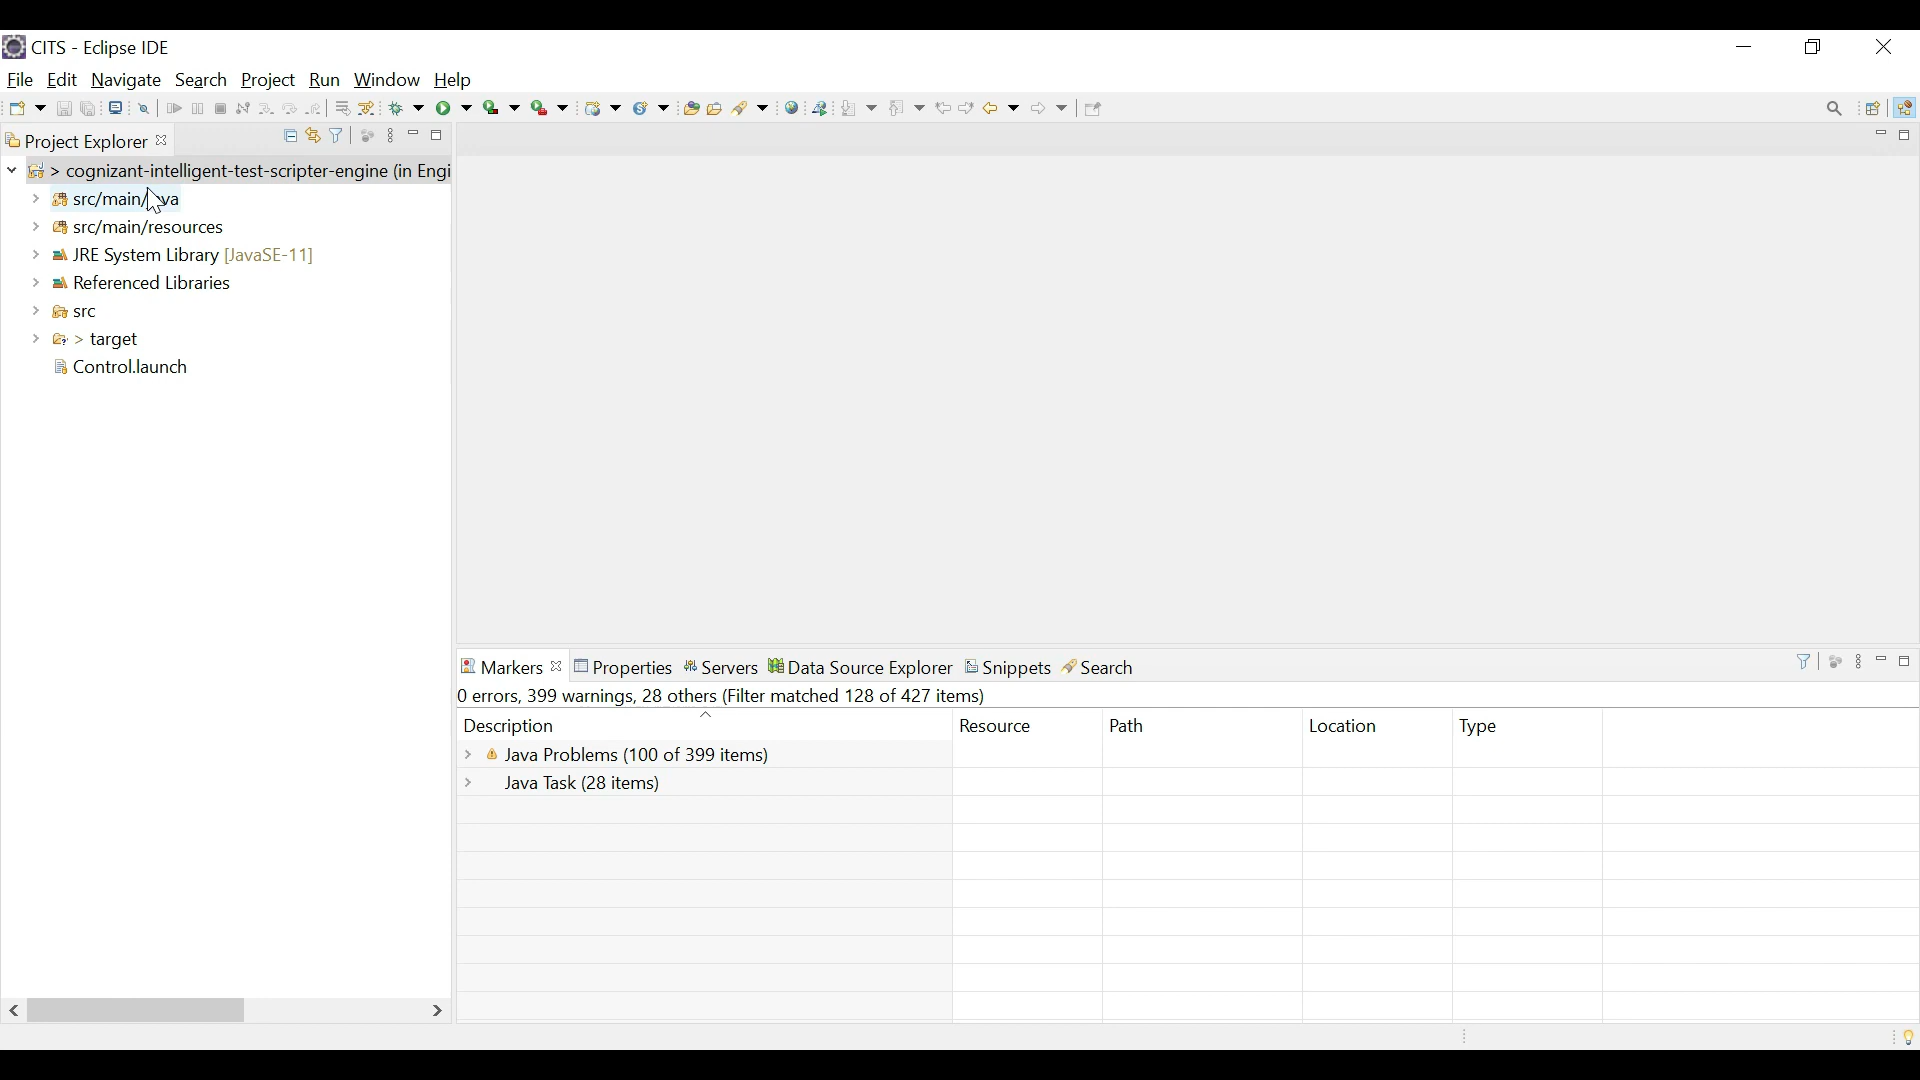 CITS - Eclipse IDE
File Edit Navigate Search Project Run Window Help
Project Explorer
> cognizant-intelligent-test-scripter-engine (in Engi
src/main/
src/main/resources
JRE System Library [JavaSE-11]
Referenced Libraries
src
> target
Control.launch
Markers Properties Servers Data Source Explorer Snippets Search
0 errors, 399 warnings, 28 others (Filter matched 128 of 427 items)
Description Resource Path Location Type
Java Problems (100 of 399 items)
Java Task (28 items)